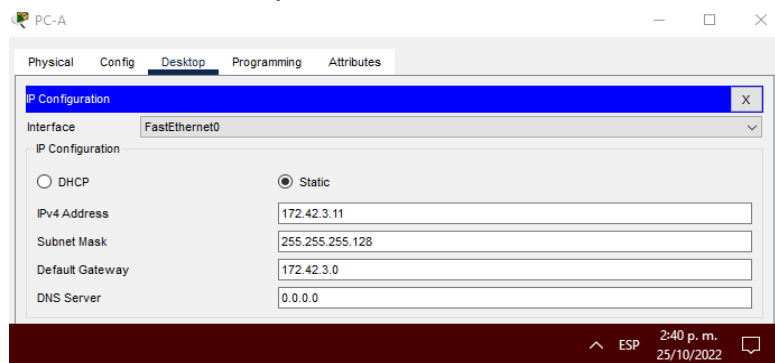 PC-A
Physical Config Desktop Programming Attributes
IP Configuration X
Interface FastEthernet0
IP Configuration
DHCP Static
IPv4 Address 172.42.3.11
Subnet Mask 255.255.255.128
Default Gateway 172.42.3.0
DNS Server 0.0.0.0
ESP 2:40 p. m.
25/10/2022